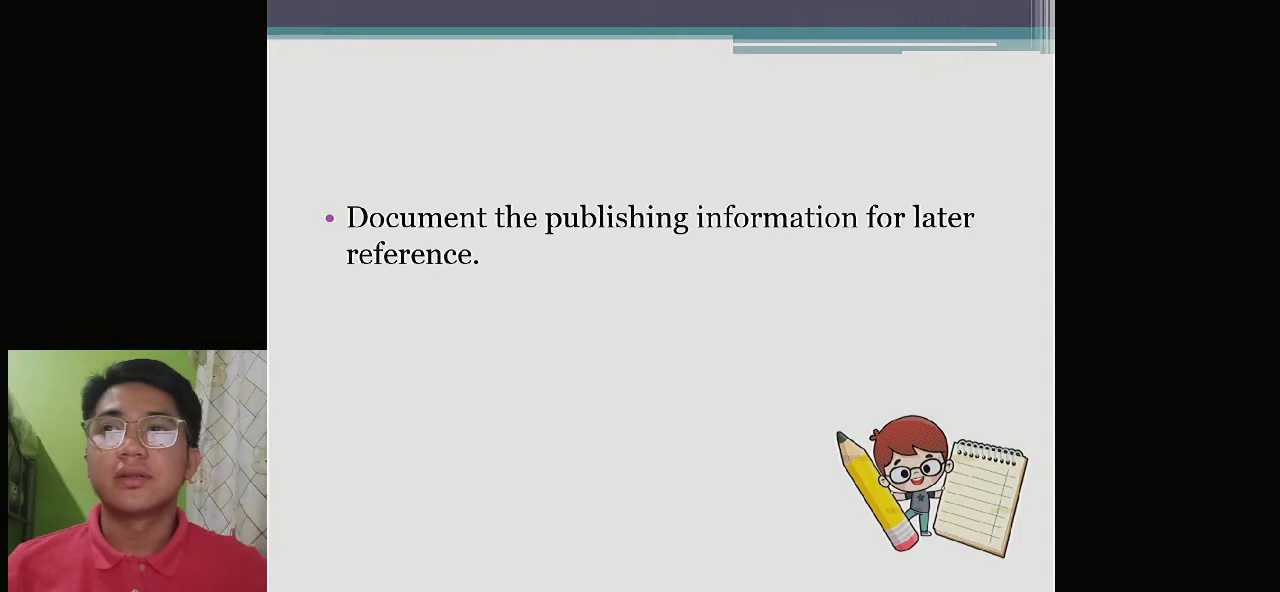 • Document the publishing information for later
reference.